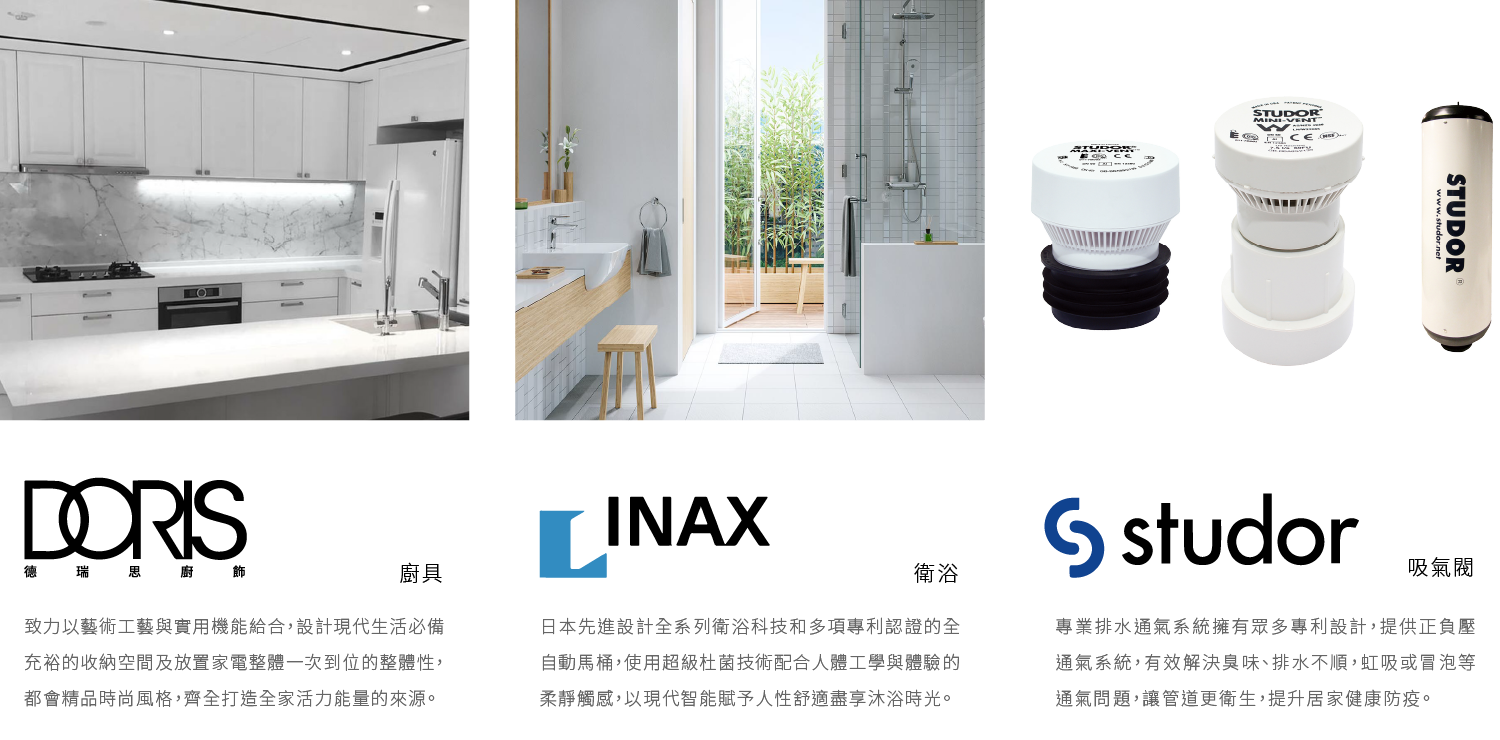 STUDOR®
MAXI-VENT
STUDOR®
MINI-VENT
STUDOR
www.studor.net
DORIS
德瑞思廚飾
廚具
致力以藝術工藝與實用機能給合，設計現代生活必備
充裕的收納空間及放置家電整體一次到位的整體性，
都會精品時尚風格，齊全打造全家活力能量的來源。
INAX
衛浴
日本先進設計全系列衛浴科技和多項專利認證的全
自動馬桶，使用超級杜菌技術配合人體工學與體驗的
柔靜觸感，以現代智能賦予人性舒適盡享沐浴時光。
studor
吸氣閥
專業排水通氣系統擁有眾多專利設計，提供正負壓
通氣系統，有效解決臭味、排水不順，虹吸或冒泡等
通氣問題，讓管道更衛生，提升居家健康防疫。